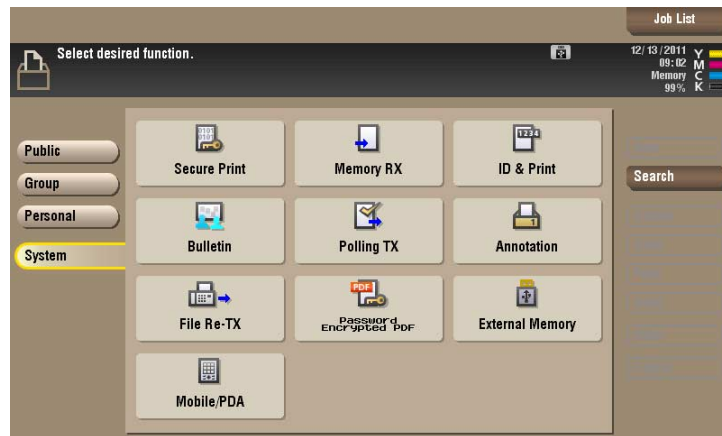 Job List
Select desired function.
12/13/2011
09:02
Memory
99%
Y
M
C
K
Public
Group
Personal
System
Secure Print
Memory RX
1234
ID & Print
Bulletin
Polling TX
1
Annotation
File Re-TX
PDF
Password
Encrypted PDF
External Memory
Mobile/PDA
Search